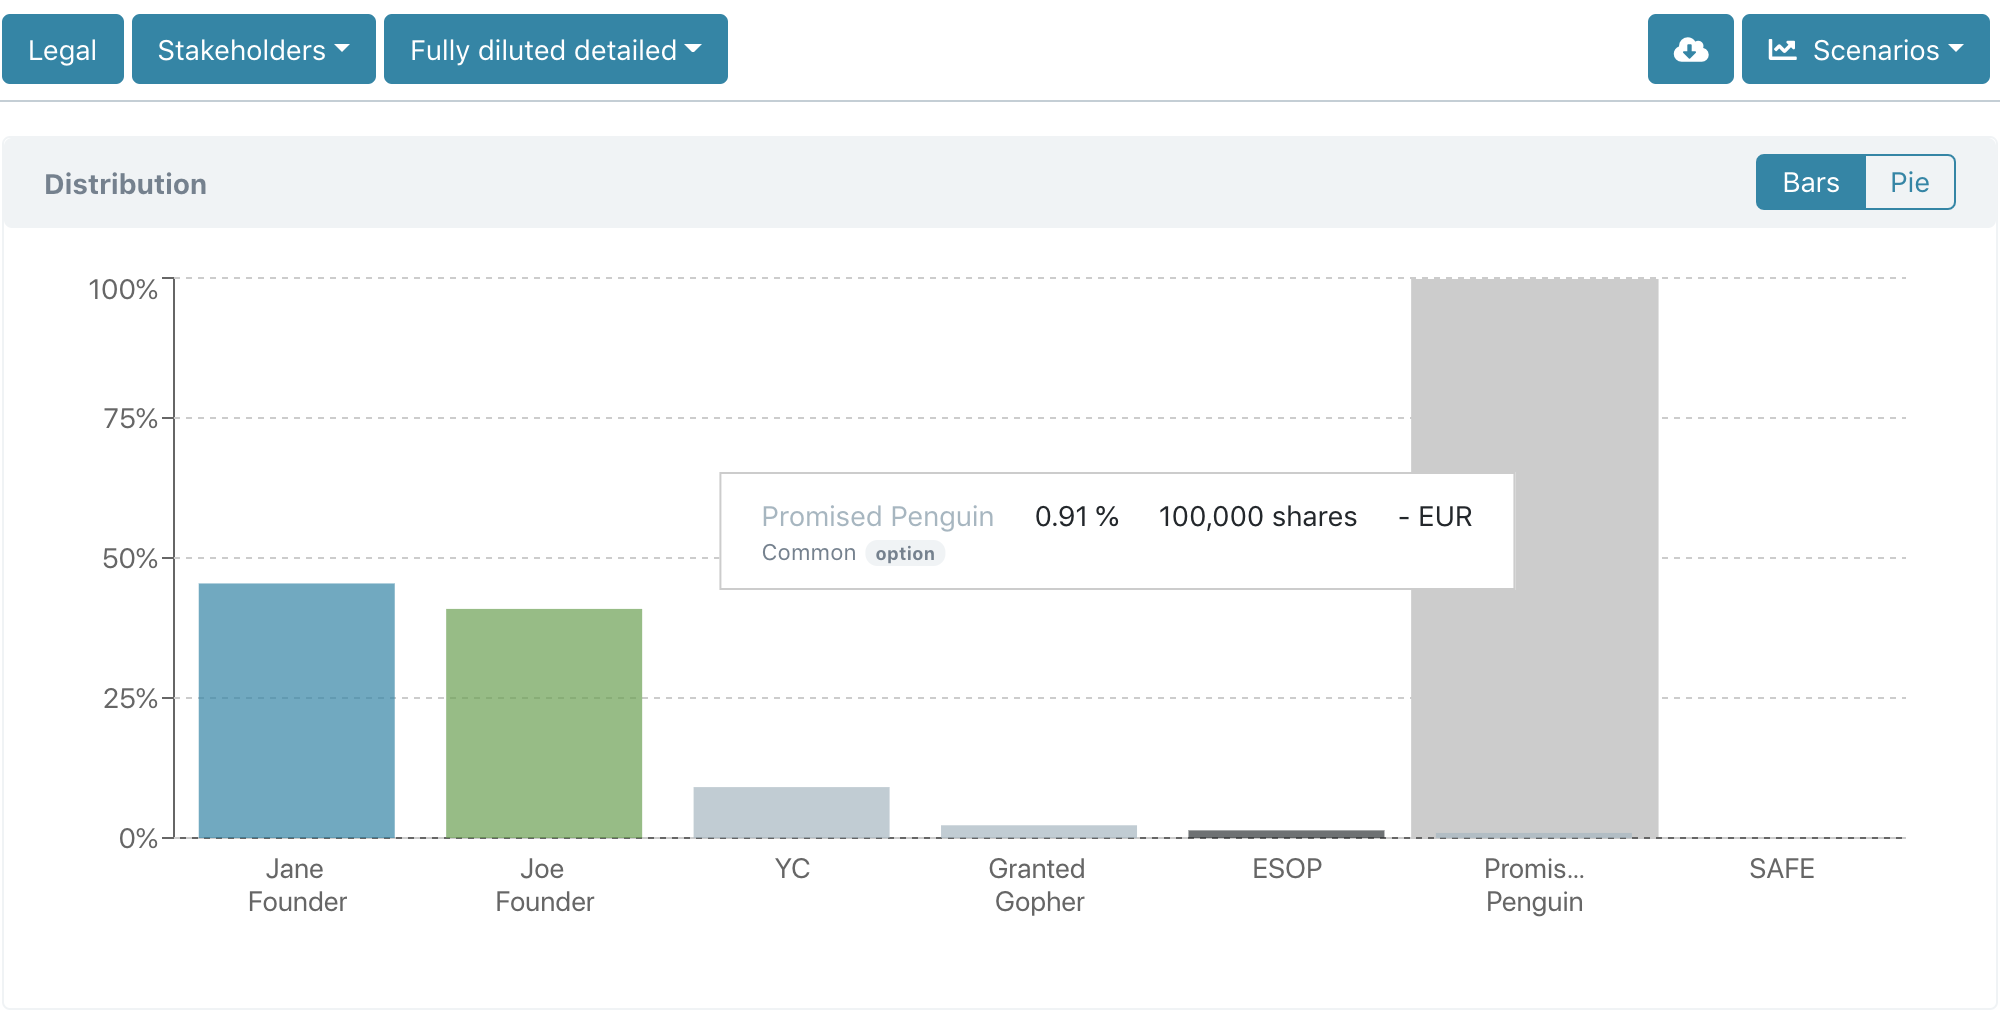 Legal Stakeholders Fully diluted detailed Scenarios
Distribution Bars Pie
100%
75%
50%
25%
0%
Promised Penguin 0.91 % 100,000 shares - EUR
Common option
Jane Founder
Joe Founder
YC
Granted Gopher
ESOP
Promis... Penguin
SAFE